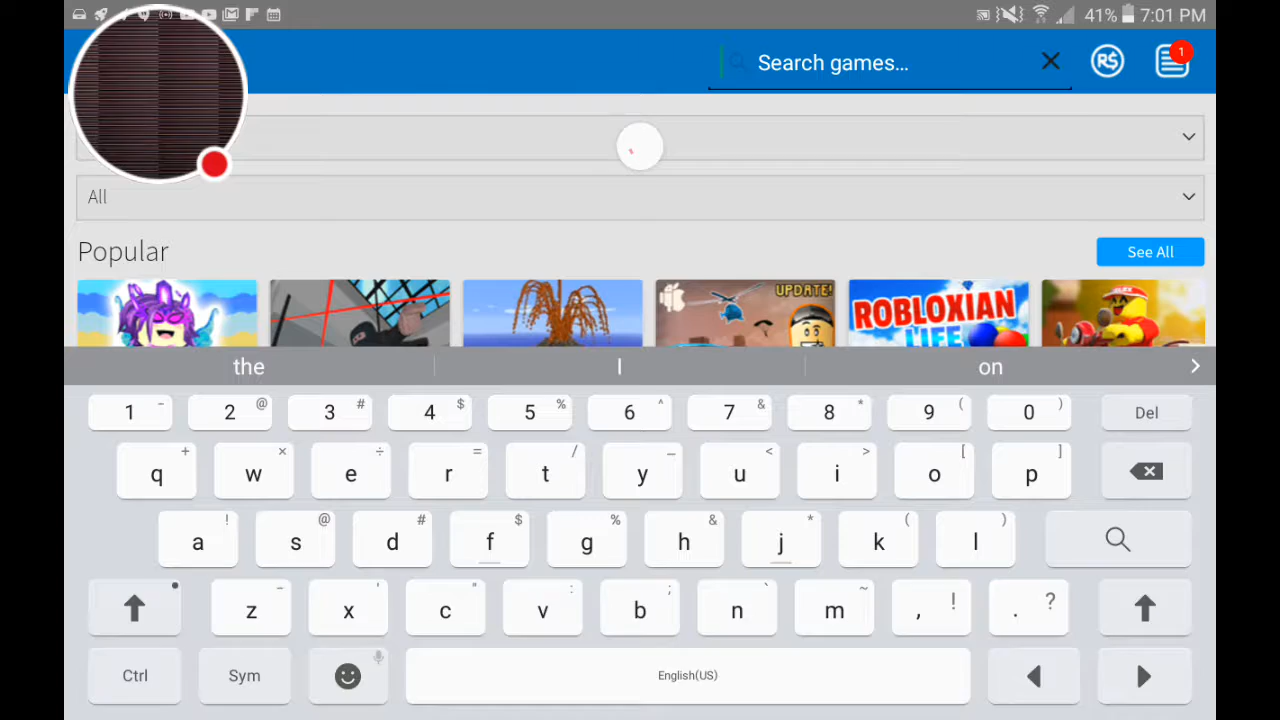 41% 7:01 PM
Search games...
R$
1
All
Popular
See All
UPDATE!
ROBLOXIAN
LIFE
the I on
1 - 2 @ 3 # 4 $ 5 % 6 ^ 7 & 8 * 9 ( 0 ) Del
q + w × e ÷ r = t / y _ u < i > o [ p ]
a ! s @ d # f $ g % h & j * k ( l )
z - x ' c " v : b ; n ` m ~ , ! . ?
Ctrl Sym English(US)